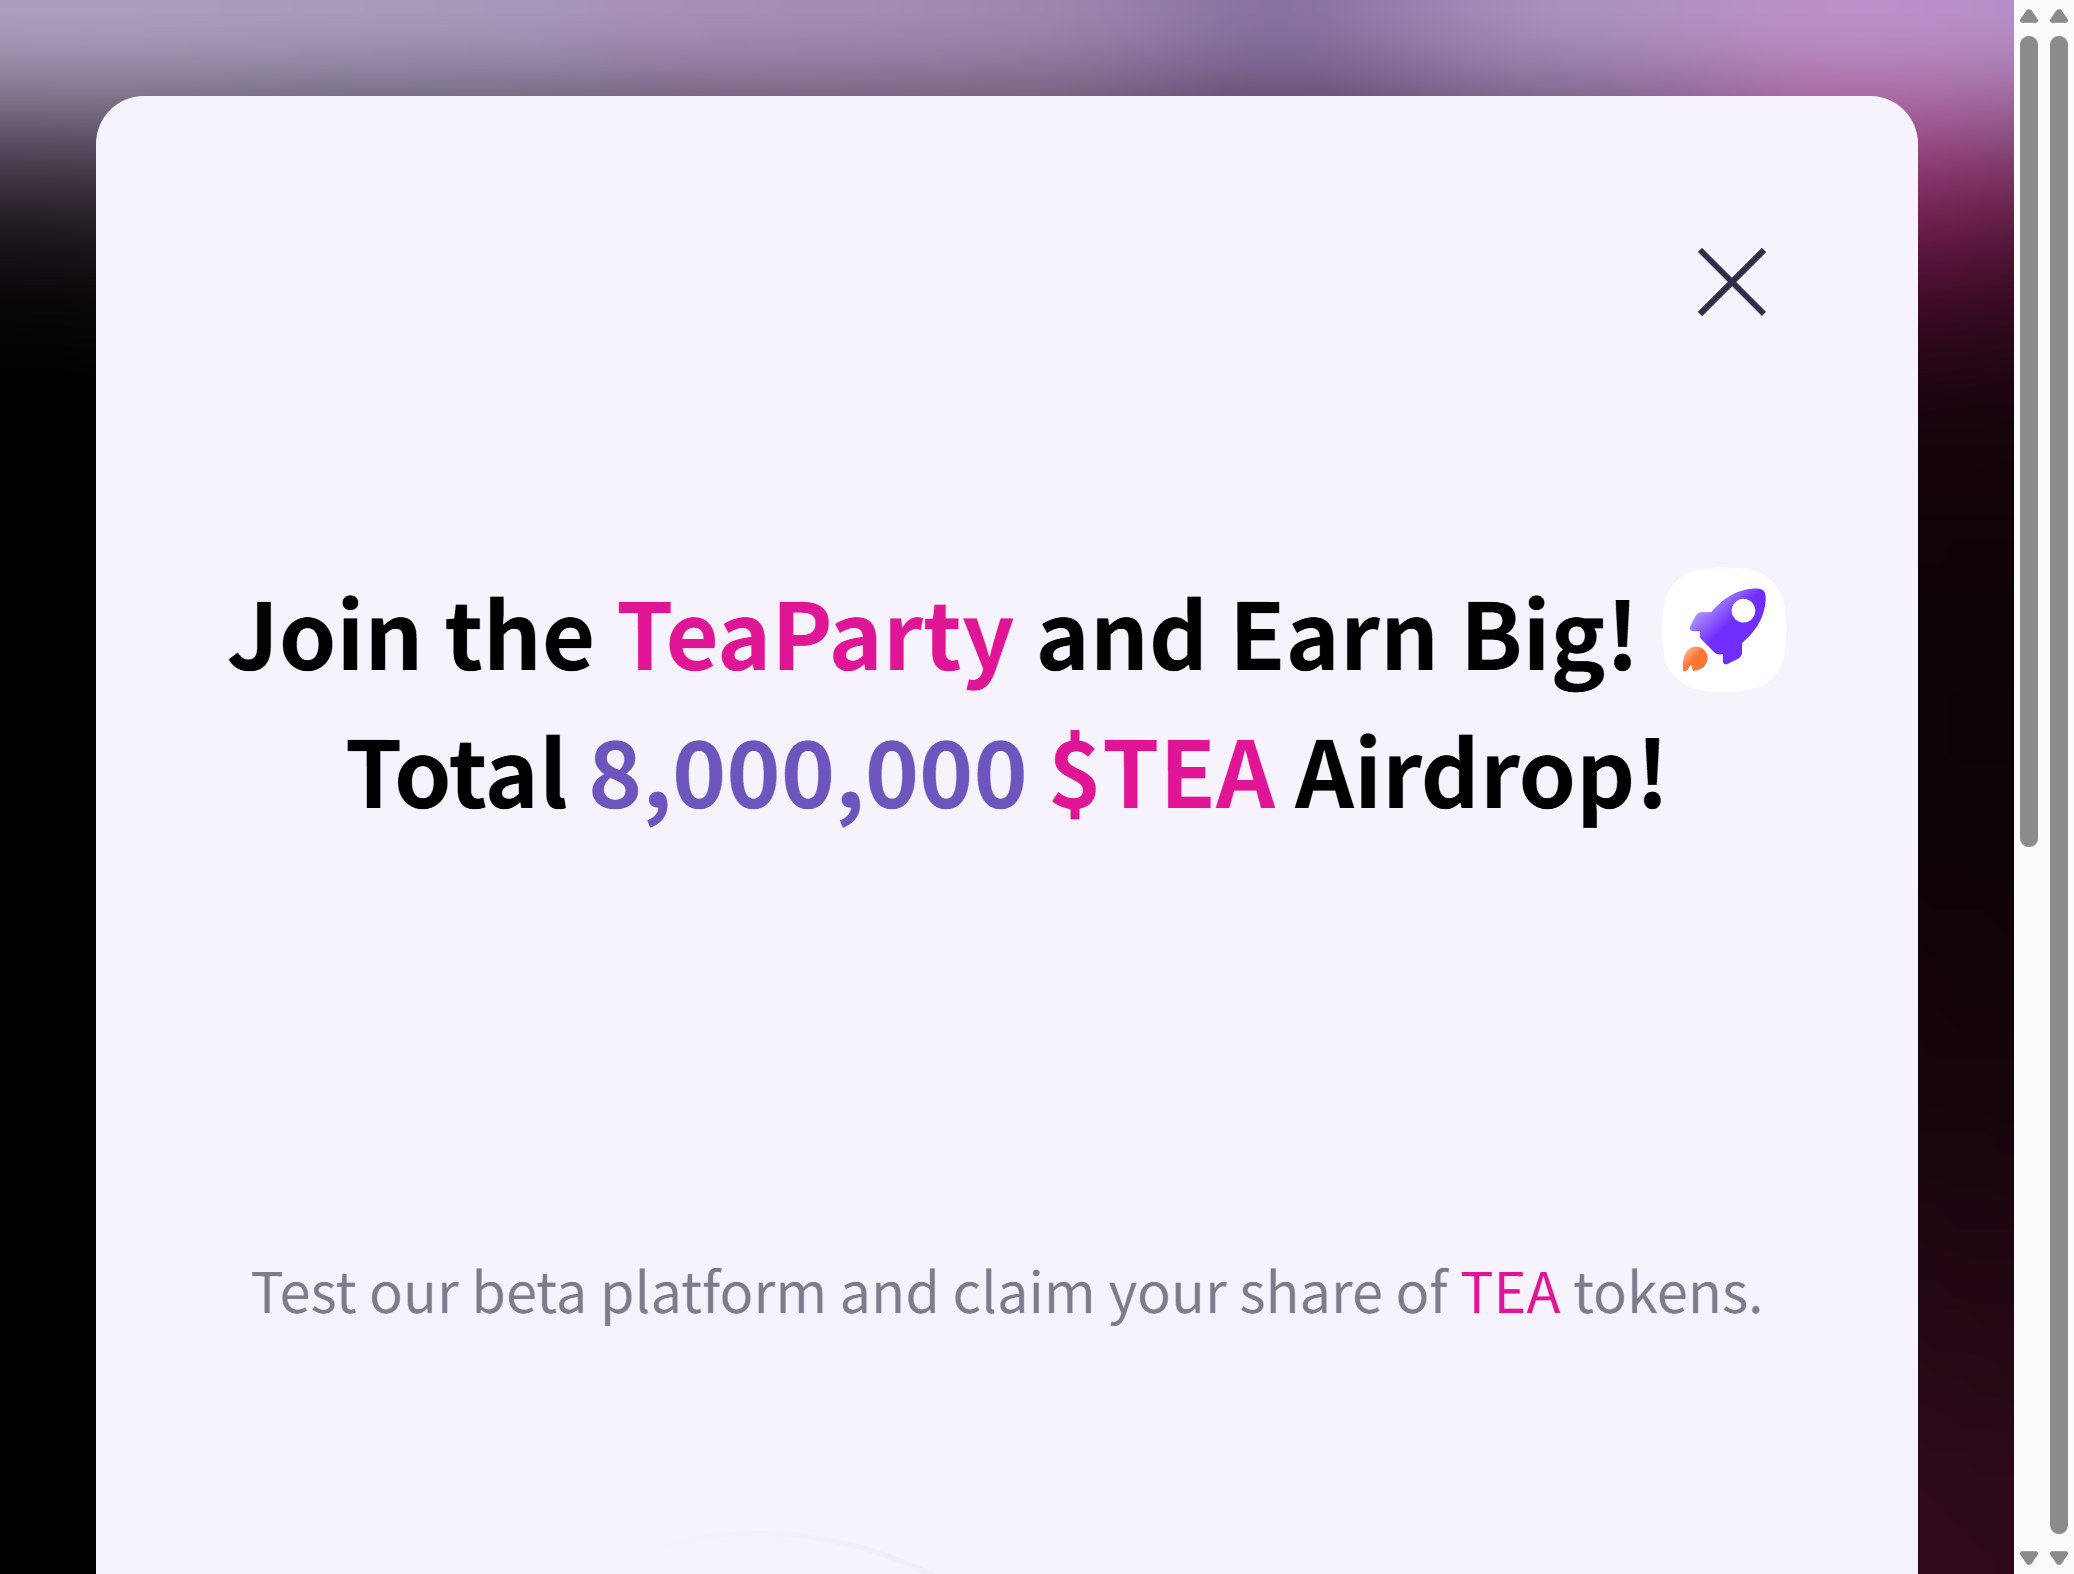 Join the TeaParty and Earn Big!
Total 8,000,000 $TEA Airdrop!
Test our beta platform and claim your share of TEA tokens.